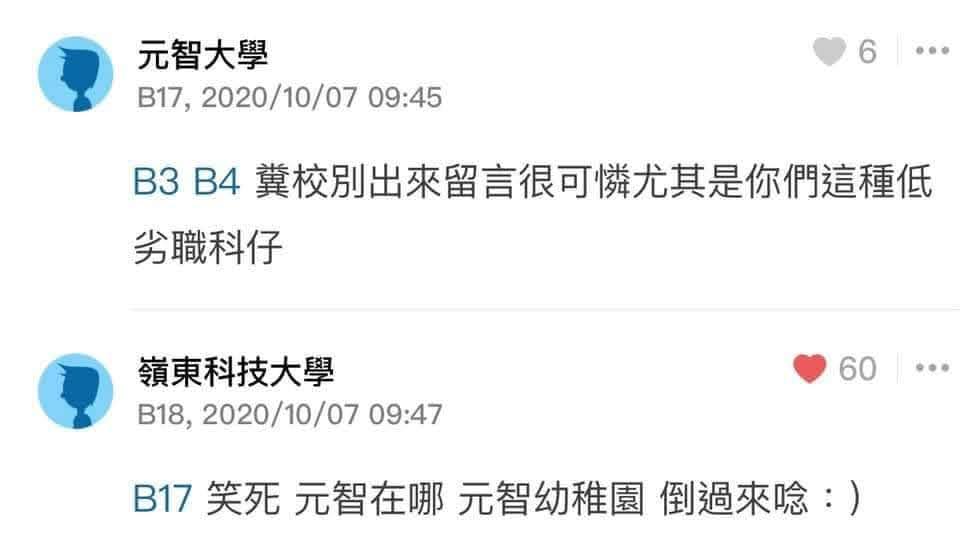 元智大學
6
B17, 2020/10/07 09:45
B3 B4 糞校別出來留言很可憐尤其是你們這種低
劣職科仔
嶺東科技大學
60
B18, 2020/10/07 09:47
B17 笑死 元智在哪 元智幼稚園 倒過來唸：)